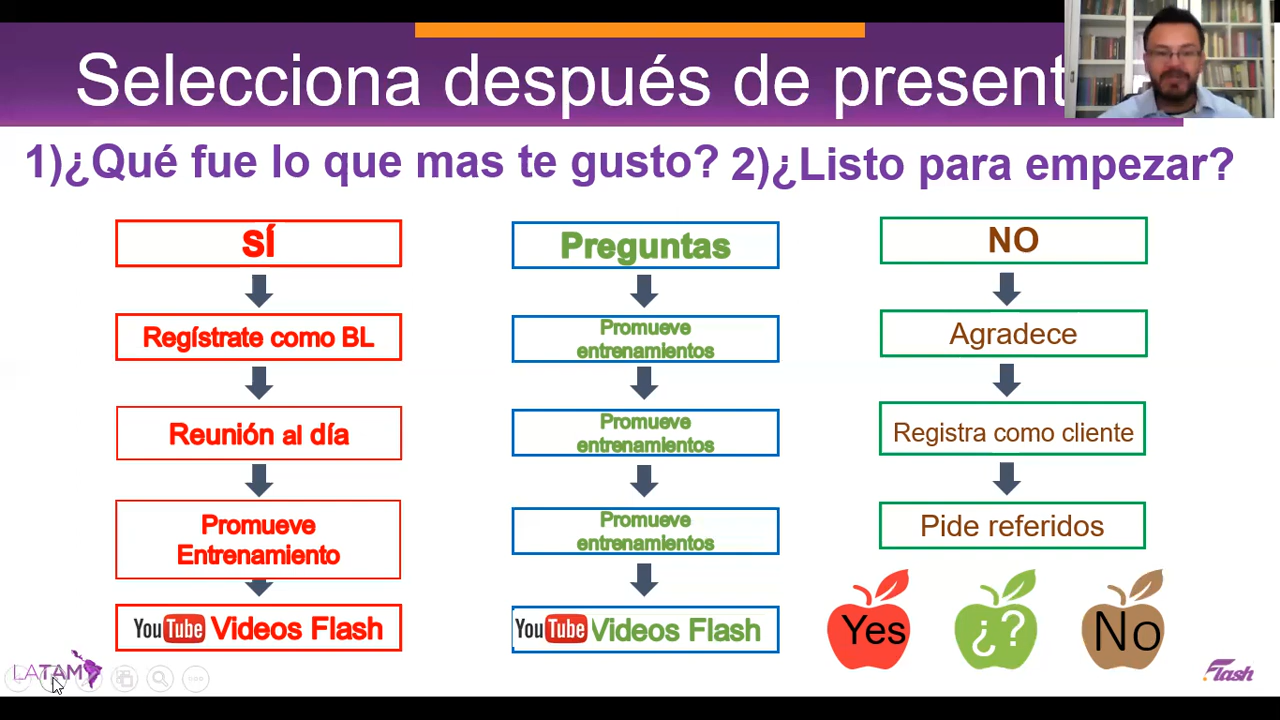 Selecciona después de present
1)¿Qué fue lo que mas te gusto? 2)¿Listo para empezar?
SÍ
Regístrate como BL
Reunión al día
Promueve
Entrenamiento
YouTube Videos Flash
Preguntas
Promueve
entrenamientos
Promueve
entrenamientos
Promueve
entrenamientos
YouTube Videos Flash
NO
Agradece
Registra como cliente
Pide referidos
Yes
¿?
No
LATAM
Flash